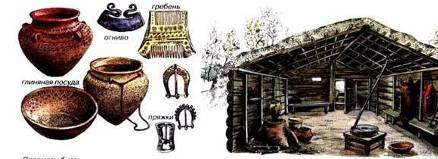 гребень
огниво
глиняная посуда
пряжки